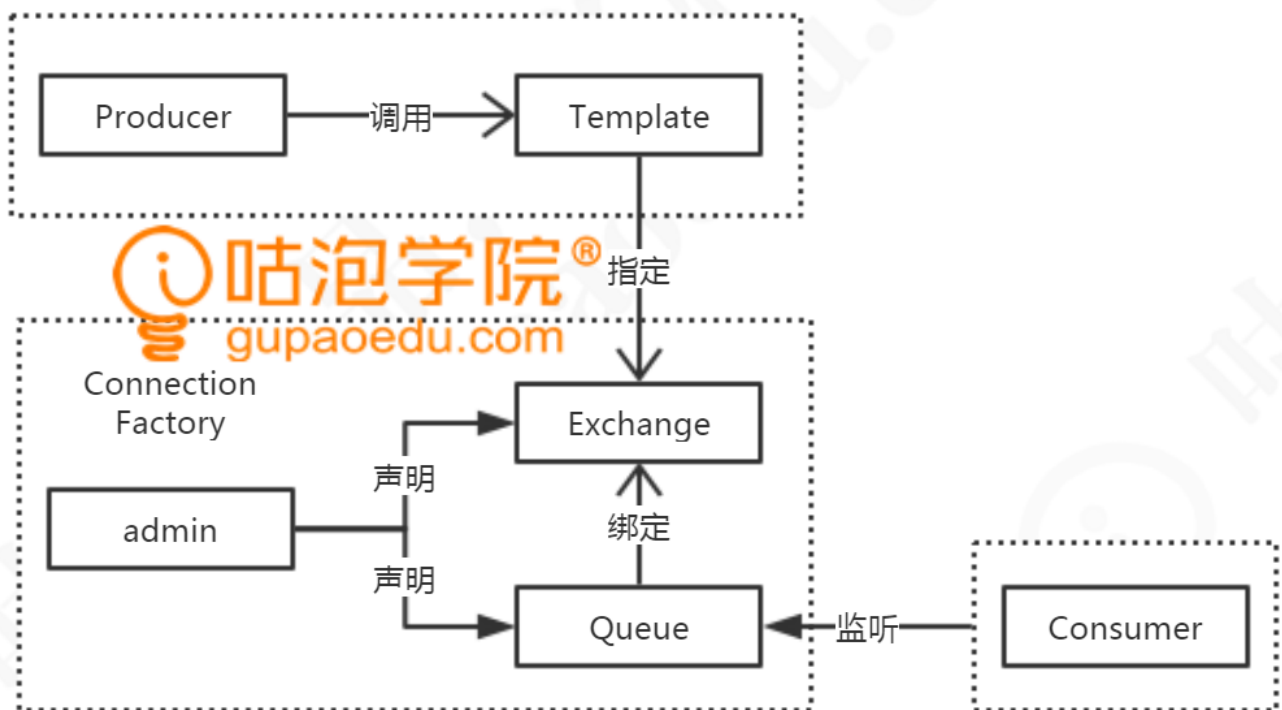 Producer
调用
Template
咕泡学院®
gupaoedu.com
指定
Connection
Factory
Exchange
声明
admin
绑定
声明
Queue
监听
Consumer